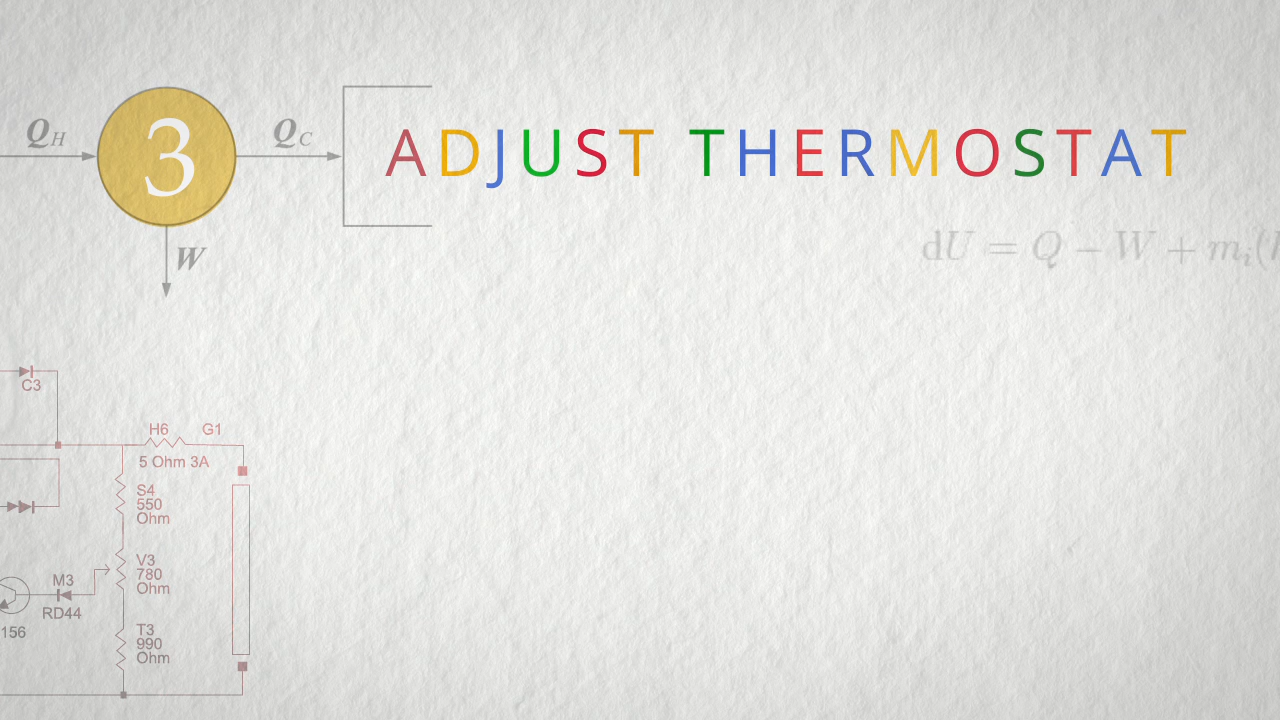 Q_H
3
Q_C
ADJUST THERMOSTAT
W
dU = Q − W + m_i(
C3
H6 G1
5 Ohm 3A
S4
550
Ohm
V3
780
Ohm
M3
RD44
156
T3
990
Ohm